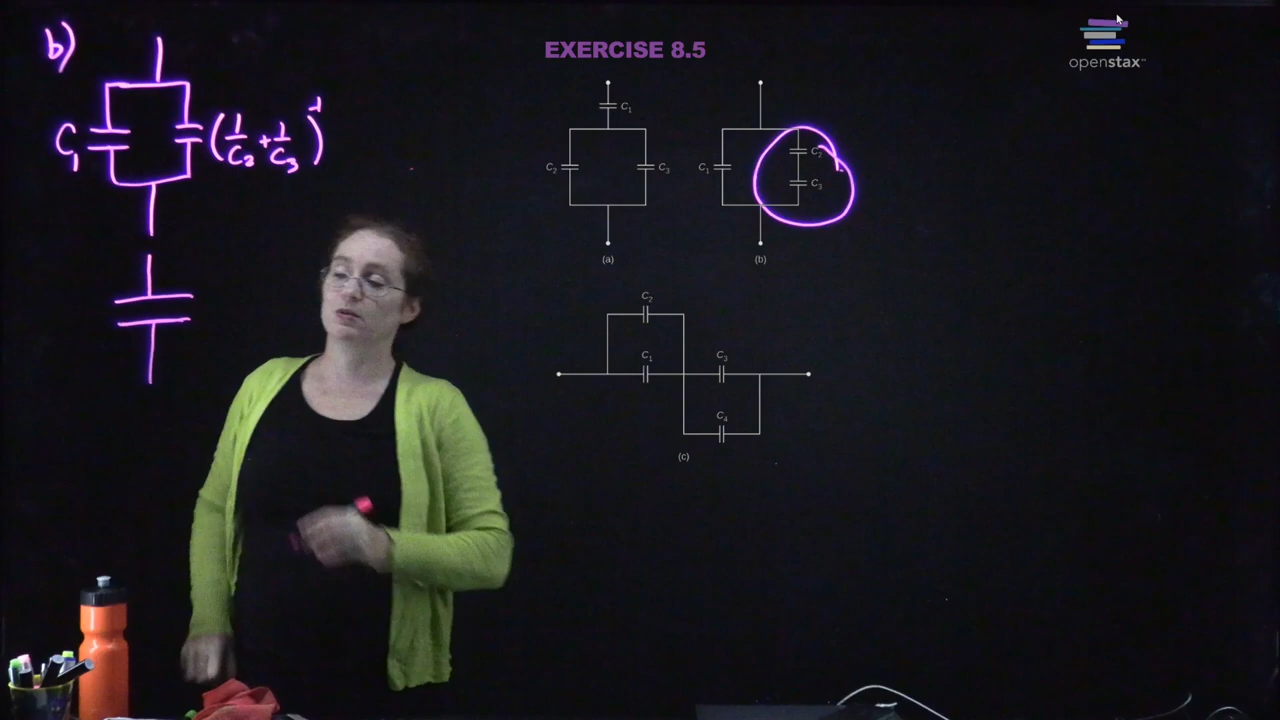 b)
C₁ (1/C₂ + 1/C₃)⁻¹
EXERCISE 8.5
openstax™
C₁
C₂ C₃
(a)
C₁ C₂
C₃
(b)
C₂
C₁ C₃
C₄
(c)